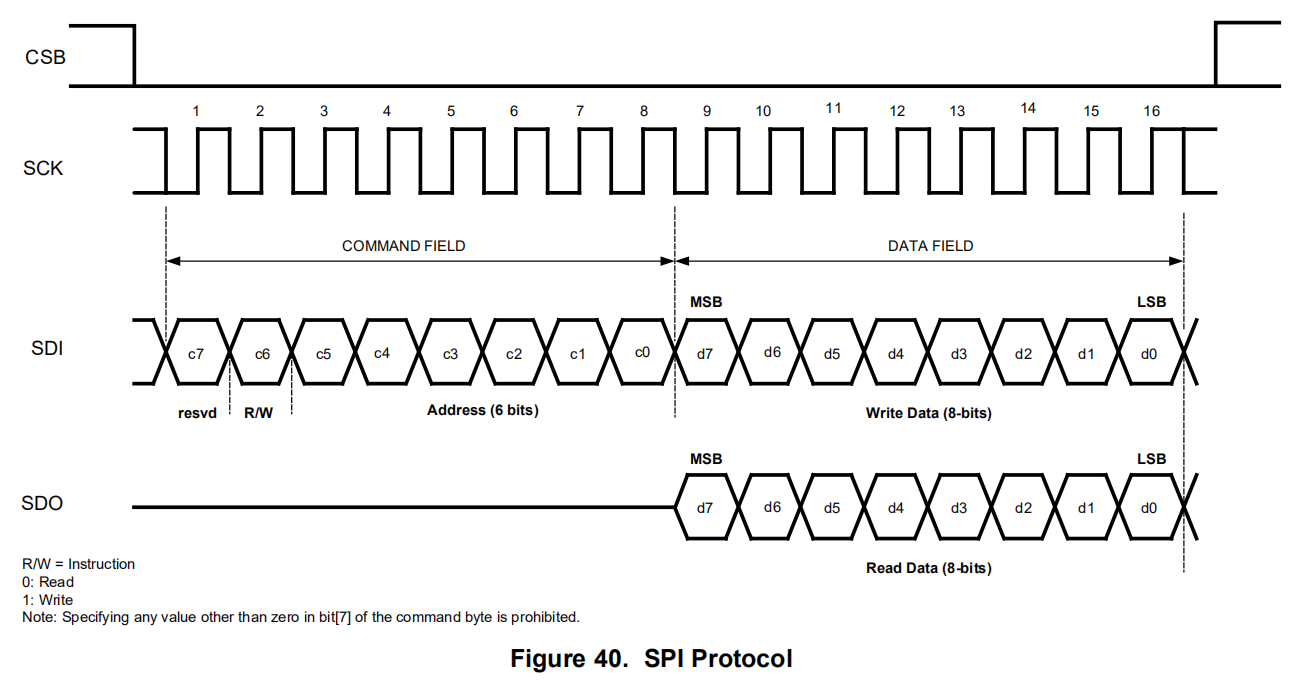 CSB
1 2 3 4 5 6 7 8 9 10 11 12 13 14 15 16
SCK
COMMAND FIELD DATA FIELD
MSB LSB
SDI c7 c6 c5 c4 c3 c2 c1 c0 d7 d6 d5 d4 d3 d2 d1 d0
resvd R/W Address (6 bits) Write Data (8-bits)
MSB LSB
SDO d7 d6 d5 d4 d3 d2 d1 d0
Read Data (8-bits)
R/W = Instruction
0: Read
1: Write
Note: Specifying any value other than zero in bit[7] of the command byte is prohibited.
Figure 40. SPI Protocol